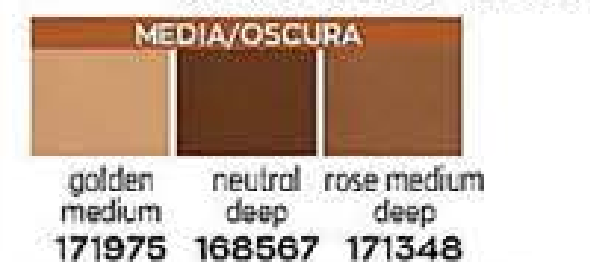 MEDIA/OSCURA
golden medium
171975
neutral deep
168567
rose medium deep
171348